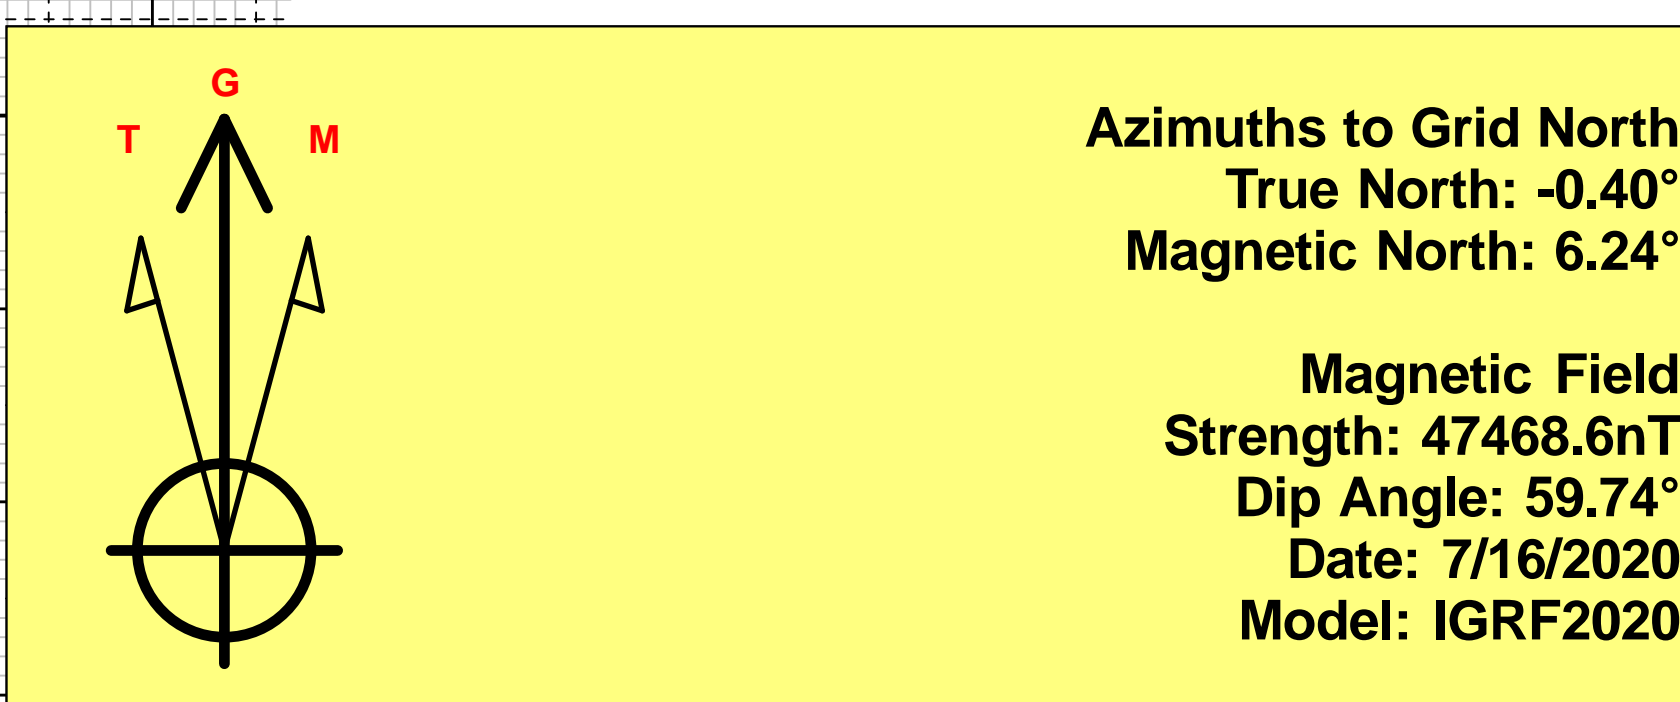 G
T M
Azimuths to Grid North
True North: -0.40°
Magnetic North: 6.24°
Magnetic Field
Strength: 47468.6nT
Dip Angle: 59.74°
Date: 7/16/2020
Model: IGRF2020